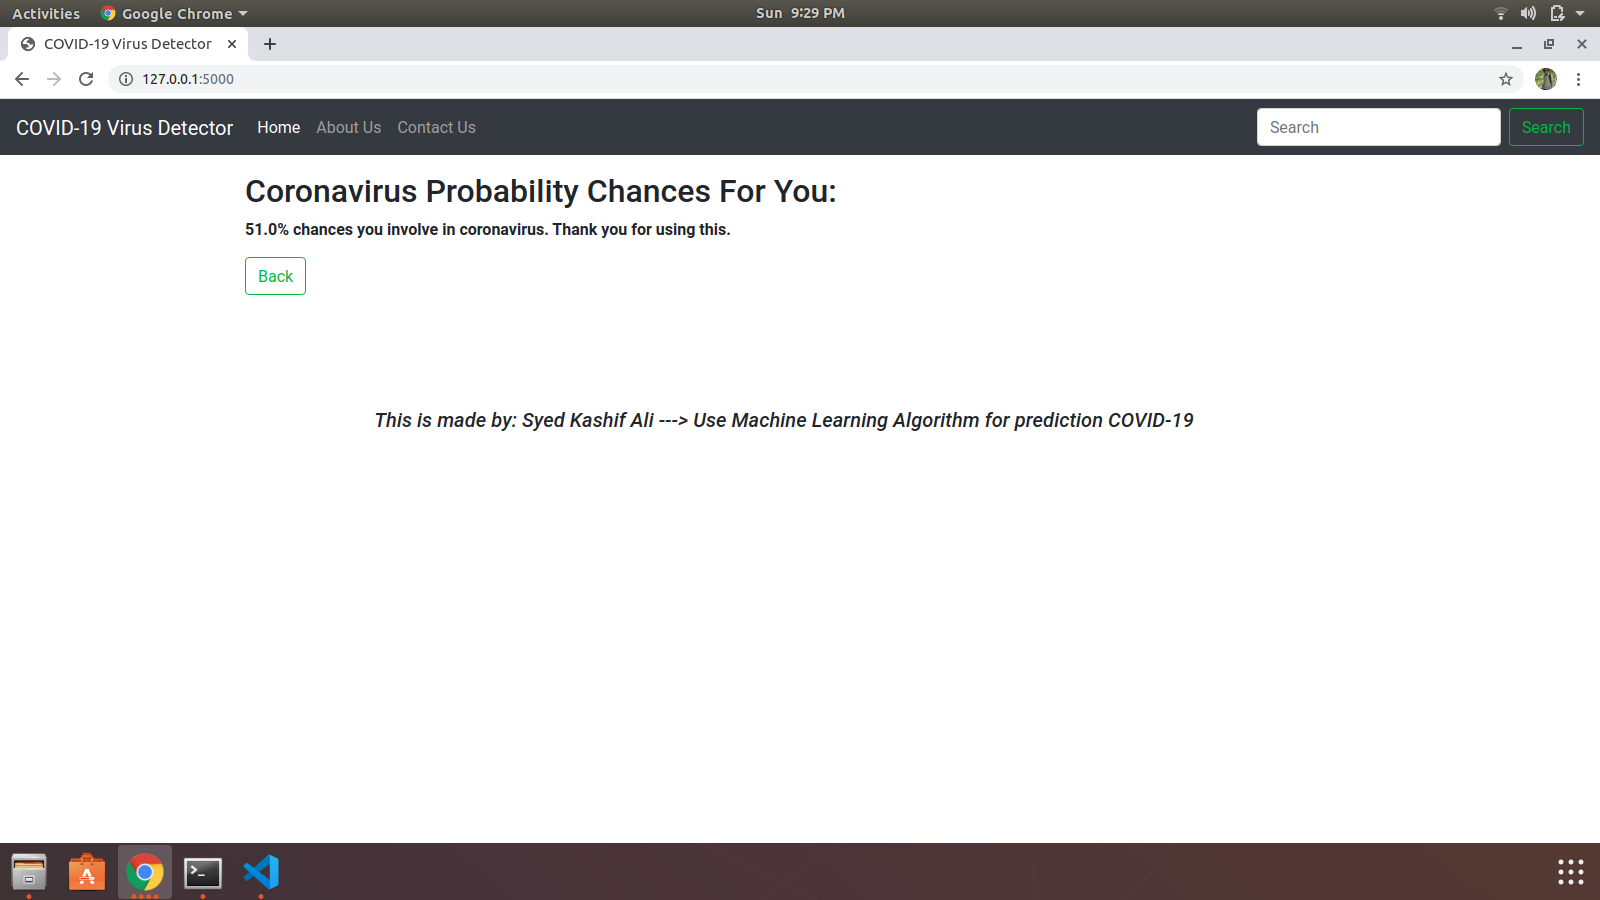 Activities Google Chrome Sun 9:29 PM
COVID-19 Virus Detector
127.0.0.1:5000
COVID-19 Virus Detector Home About Us Contact Us Search Search
Coronavirus Probability Chances For You:
51.0% chances you involve in coronavirus. Thank you for using this.
Back
This is made by: Syed Kashif Ali ---> Use Machine Learning Algorithm for prediction COVID-19